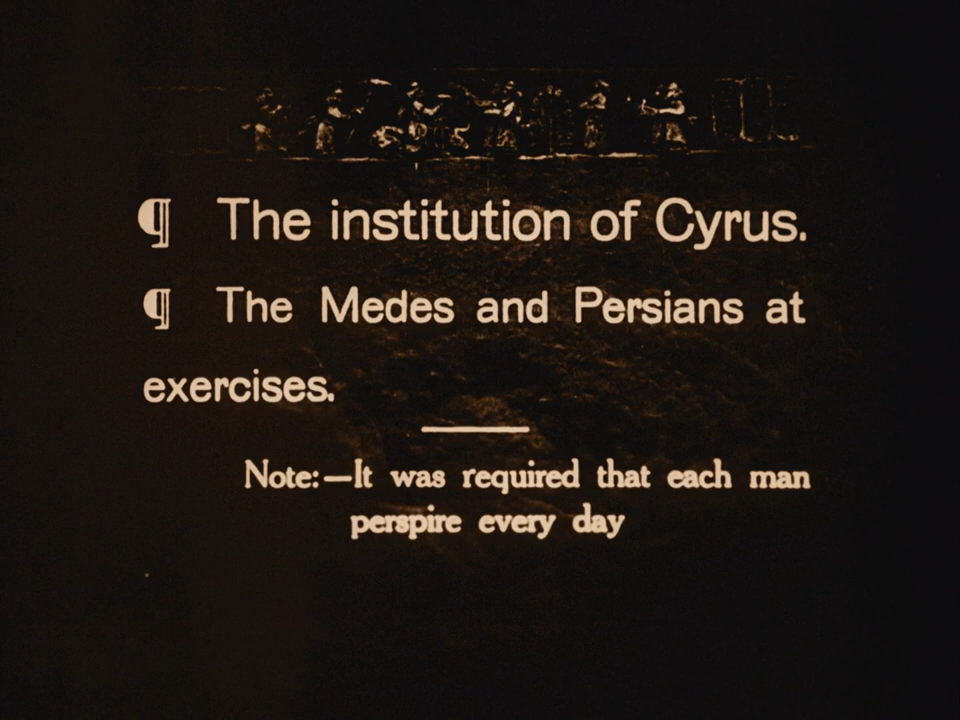 ¶ The institution of Cyrus.
¶ The Medes and Persians at
exercises.
Note:—It was required that each man
perspire every day